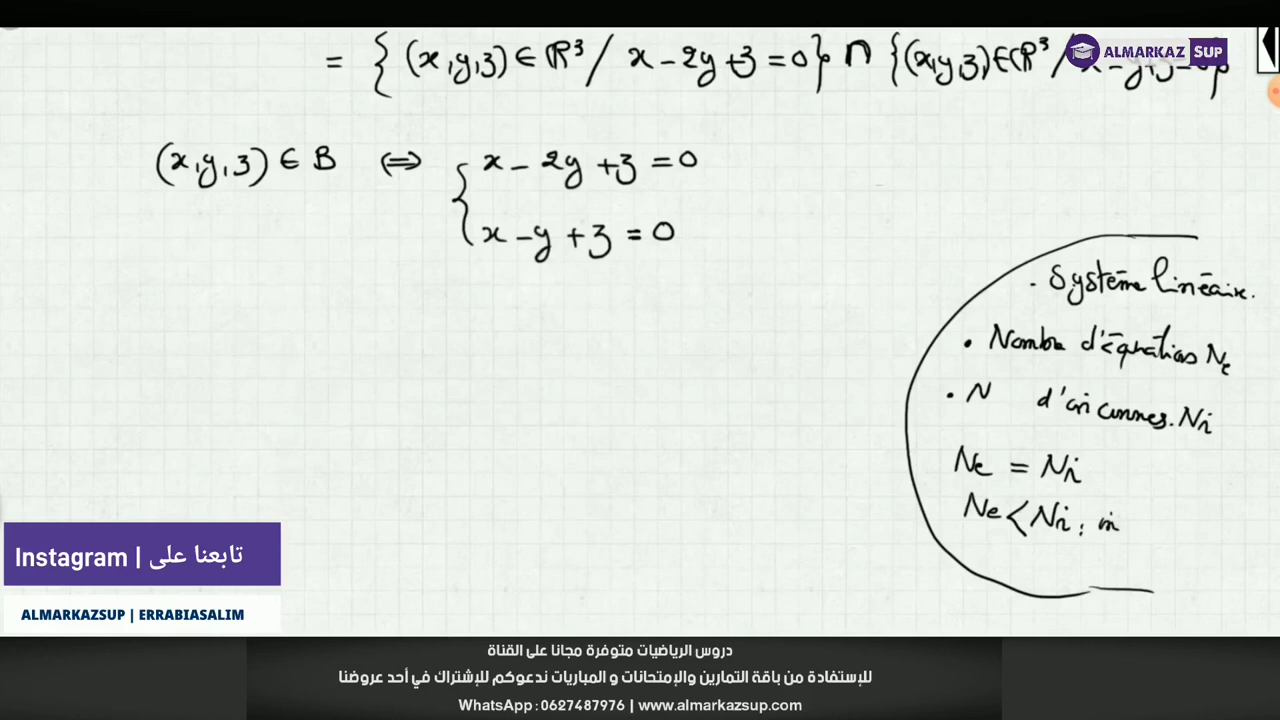 = { (x,y,z) ∈ ℝ³ / x - 2y + z = 0 } ∩ { (x,y,z) ∈ ℝ³ / x - y + z = 0 }
ALMARKAZ SUP
(x,y,z) ∈ B ⟺ { x - 2y + z = 0
x - y + z = 0
. Système linéaire.
• Nombre d'équations Ne
• N d'inconnues. Ni
Ne = Ni
Ne < Ni : in
Instagram | تابعنا على
ALMARKAZSUP | ERRABIASALIM
دروس الرياضيات متوفرة مجانا على القناة
للإستفادة من باقة التمارين والإمتحانات و المباريات ندعوكم للإشتراك في أحد عروضنا
WhatsApp : 0627487976 | www.almarkazsup.com